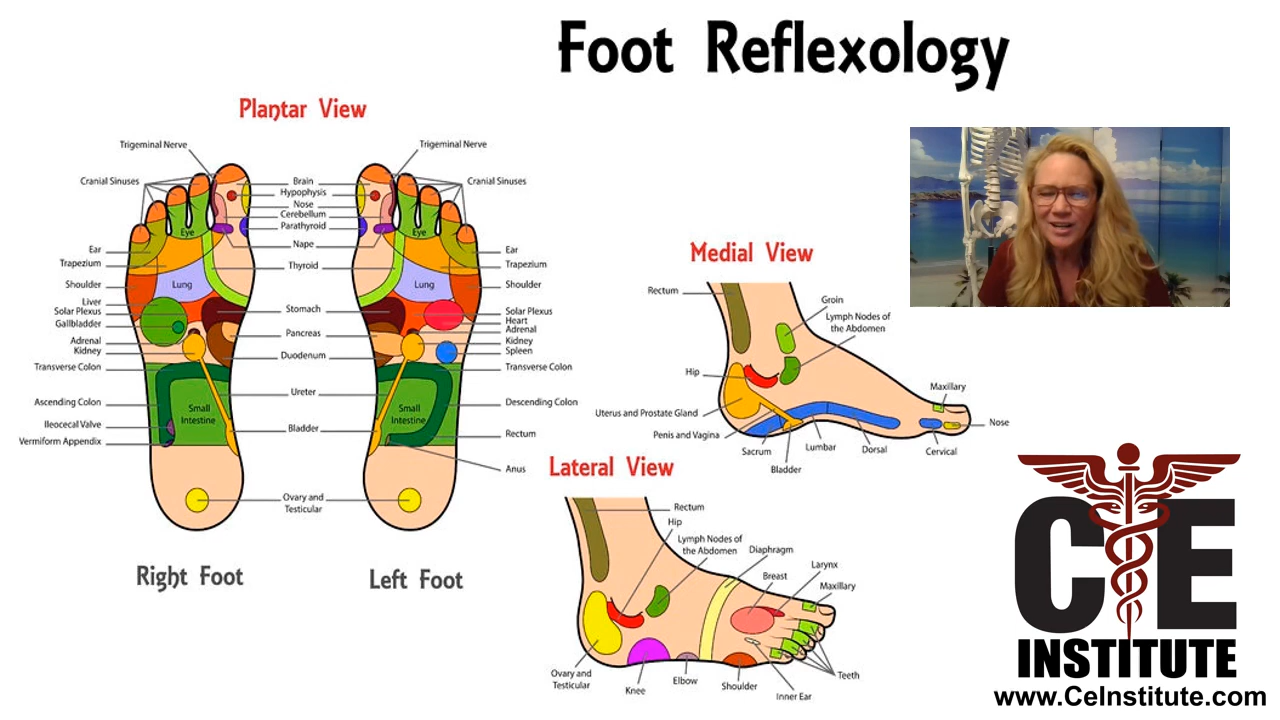 Foot Reflexology
Plantar View
Trigeminal Nerve
Trigeminal Nerve
Cranial Sinuses
Brain
Cranial Sinuses
Hypophysis
Nose
Cerebellum
Parathyroid
Eye
Eye
Nape
Ear
Ear
Trapezium
Thyroid
Trapezium
Shoulder
Lung
Lung
Shoulder
Liver
Solar Plexus
Stomach
Solar Plexus
Heart
Gallbladder
Adrenal
Pancreas
Adrenal
Kidney
Kidney
Spleen
Duodenum
Transverse Colon
Transverse Colon
Ureter
Ascending Colon
Small
Intestine
Small
Intestine
Descending Colon
Ileocecal Valve
Bladder
Rectum
Vermiform Appendix
Anus
Ovary and
Testicular
Right Foot
Left Foot
Medial View
Rectum
Groin
Lymph Nodes of
the Abdomen
Hip
Maxillary
Uterus and Prostate Gland
Nose
Penis and Vagina
Sacrum
Bladder
Lumbar
Dorsal
Cervical
Lateral View
Rectum
Hip
Lymph Nodes of
the Abdomen
Diaphragm
Breast
Larynx
Maxillary
Ovary and
Testicular
Knee
Elbow
Shoulder
Inner Ear
Teeth
CE
INSTITUTE
www.CeInstitute.com